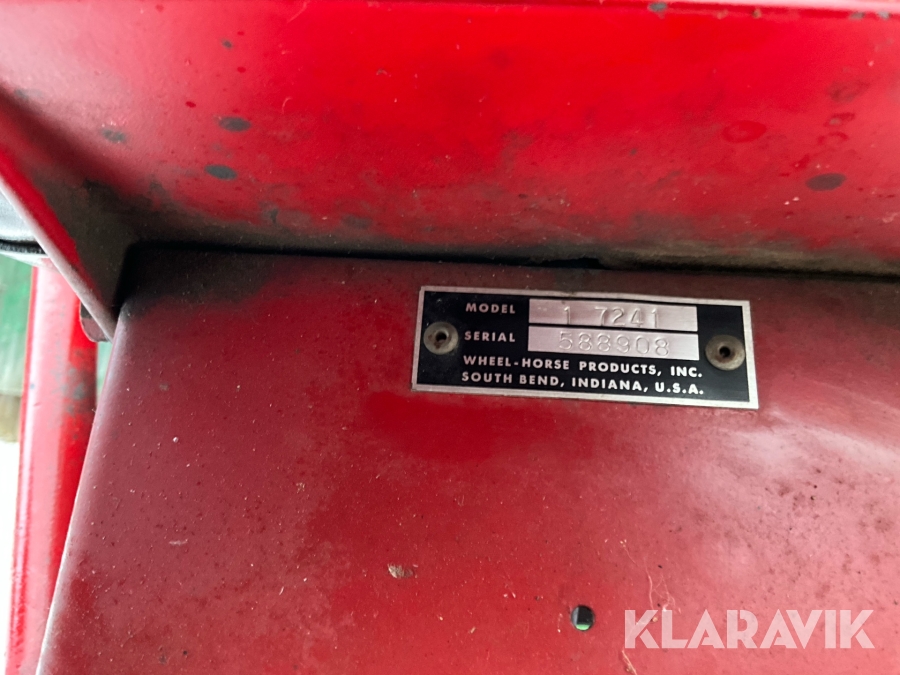 MODEL 1 7241
SERIAL 588908
WHEEL-HORSE PRODUCTS, INC.
SOUTH BEND, INDIANA, U.S.A.
KLARAVIK